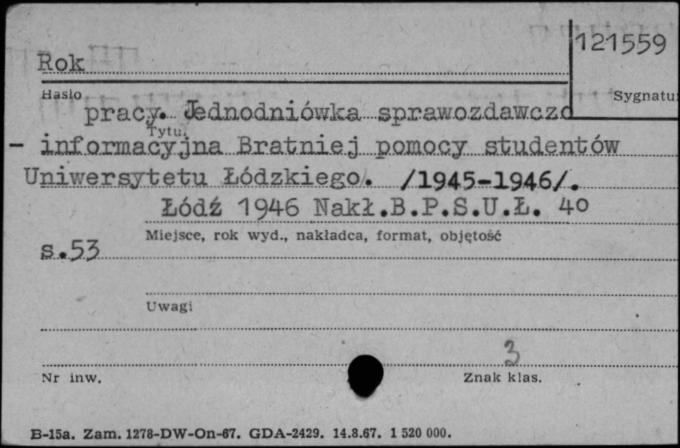 121559
Rok
Hasło
Sygnatu
pracy. Jednodniówka sprawozdawczo
Tytu.
- informacyjna Bratniej pomocy studentów
Uniwersytetu Łódzkiego. /1945-1946/.
Łódź 1946 Nakł.B.P.S.U.Ł. 4o
Miejsce, rok wyd., nakładca, format, objętość
s.53
Uwagi
3
Nr inw.
Znak klas.
B-15a. Zam. 1278-DW-On-67. GDA-2429. 14.8.67. 1 520 000.